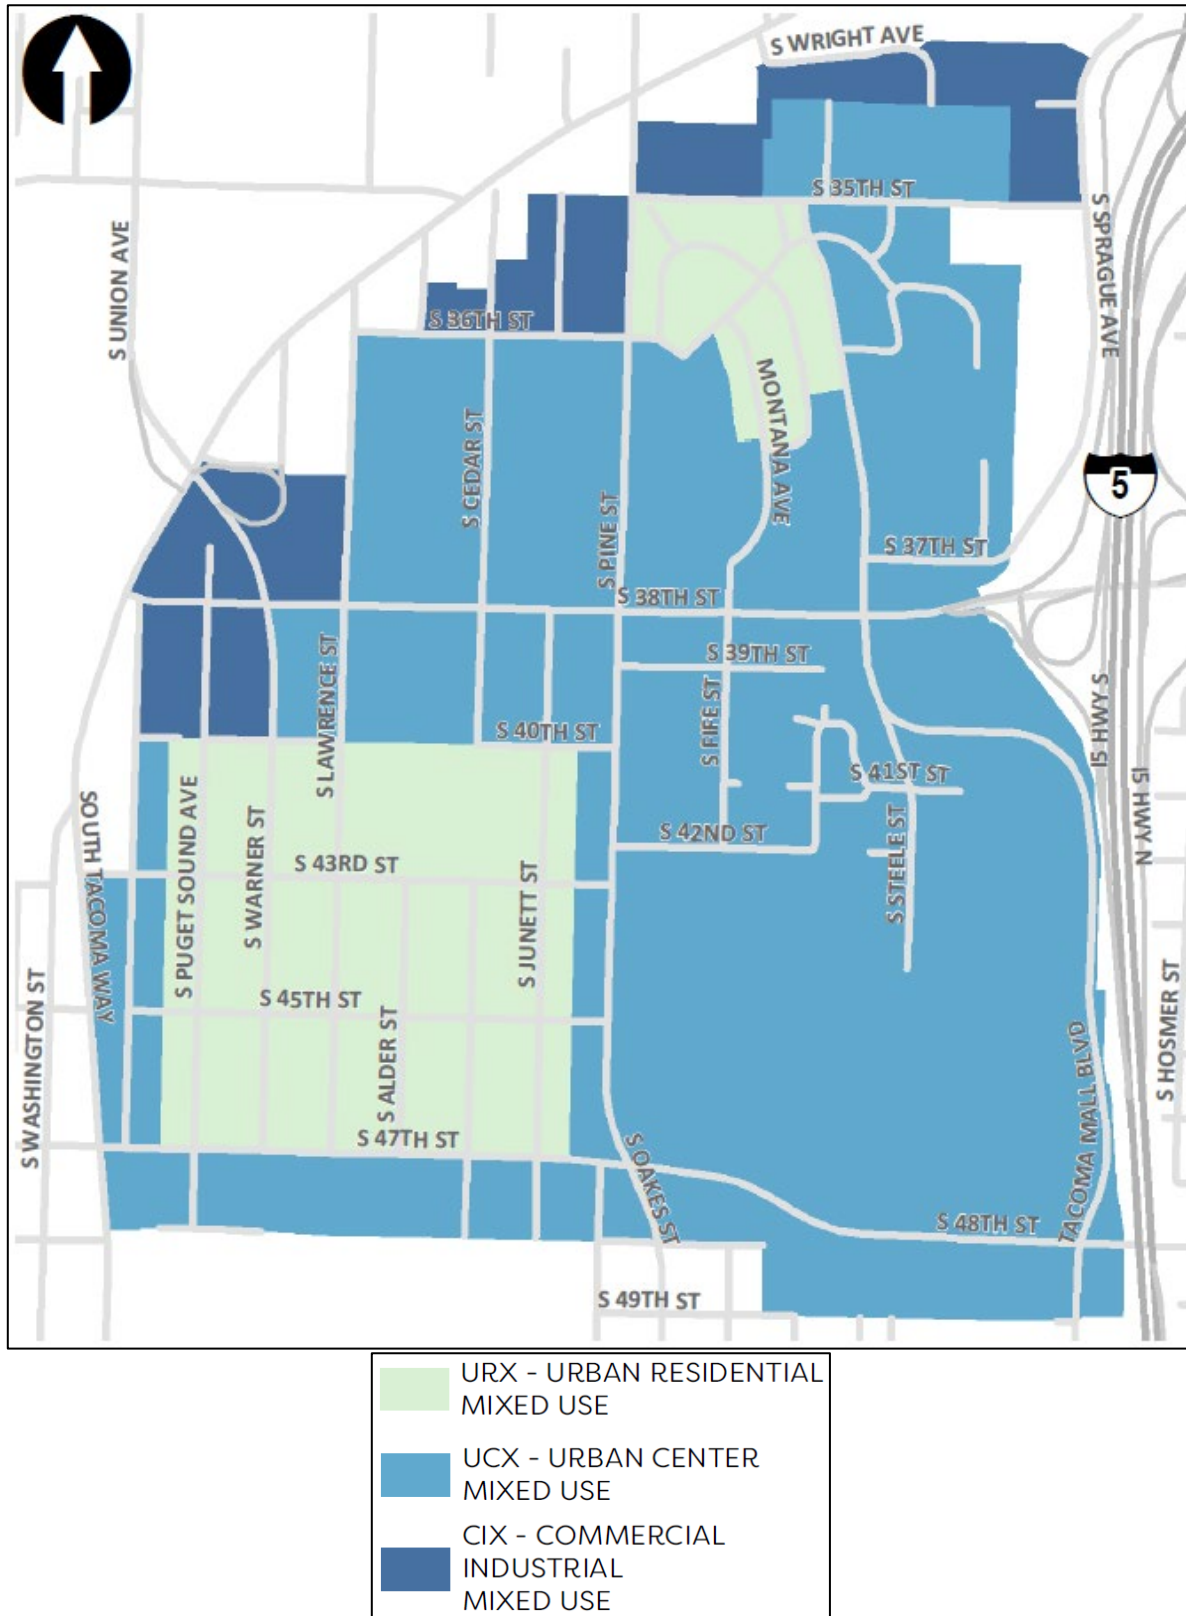 S WRIGHT AVE
S 35TH ST
S SPRAGUE AVE
S UNION AVE
S 36TH ST
MONTANA AVE
S CEDAR ST
5
S PINE ST
S 37TH ST
S 38TH ST
S 39TH ST
S LAWRENCE ST
S FIFE ST
I5 HWY S
S 40TH ST
S 41ST ST
I5 HWY N
SOUTH TACOMA WAY
S PUGET SOUND AVE
S WARNER ST
S 42ND ST
S STEELE ST
S 43RD ST
S JUNETT ST
S WASHINGTON ST
S 45TH ST
S ALDER ST
S HOSMER ST
TACOMA MALL BLVD
S 47TH ST
S OAKES ST
S 48TH ST
S 49TH ST
URX - URBAN RESIDENTIAL
MIXED USE
UCX - URBAN CENTER
MIXED USE
CIX - COMMERCIAL
INDUSTRIAL
MIXED USE